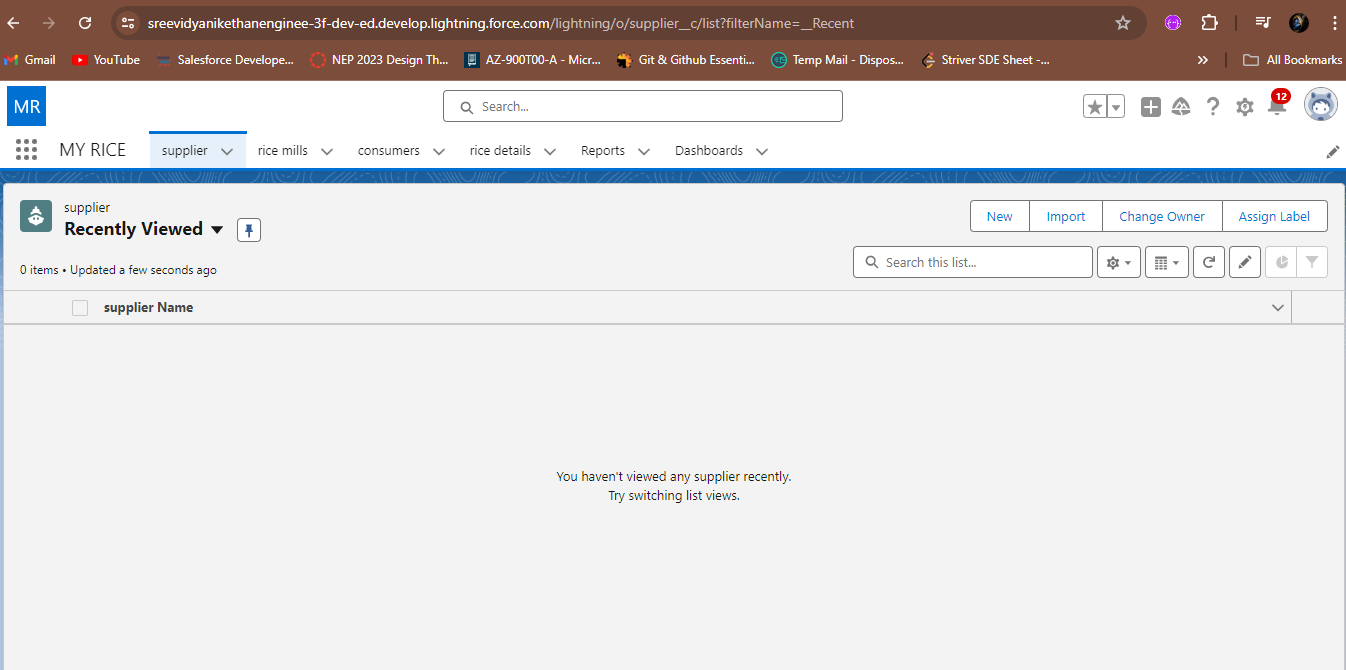 sreevidyanikethanenginee-3f-dev-ed.develop.lightning.force.com/lightning/o/supplier__c/list?filterName=__Recent
Gmail YouTube Salesforce Develope... NEP 2023 Design Th... AZ-900T00-A - Micr... Git & Github Essenti... Temp Mail - Dispos... Striver SDE Sheet -... » All Bookmarks
MR Search... 12
MY RICE supplier rice mills consumers rice details Reports Dashboards
supplier
Recently Viewed
New Import Change Owner Assign Label
0 items • Updated a few seconds ago
Search this list...
supplier Name
You haven't viewed any supplier recently.
Try switching list views.